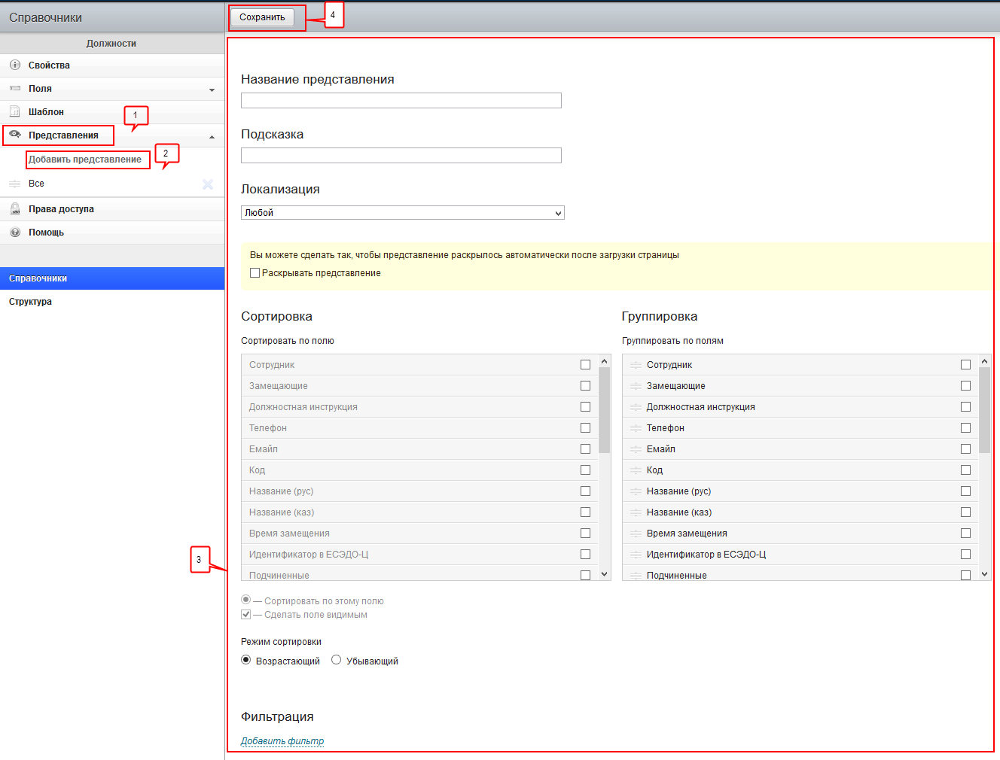 Справочники
Сохранить
4
Должности
Свойства
Поля
Шаблон
1
Представления
2
Добавить представление
Все
Права доступа
Помощь
Справочники
Структура
Название представления
Подсказка
Локализация
Любой
Вы можете сделать так, чтобы представление раскрылось автоматически после загрузки страницы
Раскрывать представление
Сортировка
Сортировать по полю
Сотрудник
Замещающие
Должностная инструкция
Телефон
Емайл
Код
Название (рус)
Название (каз)
Время замещения
Идентификатор в ЕСЭДО-Ц
Подчиненные
Группировка
Группировать по полям
Сотрудник
Замещающие
Должностная инструкция
Телефон
Емайл
Код
Название (рус)
Название (каз)
Время замещения
Идентификатор в ЕСЭДО-Ц
Подчиненные
3
— Сортировать по этому полю
— Сделать поле видимым
Режим сортировки
Возрастающий Убывающий
Фильтрация
Добавить фильтр